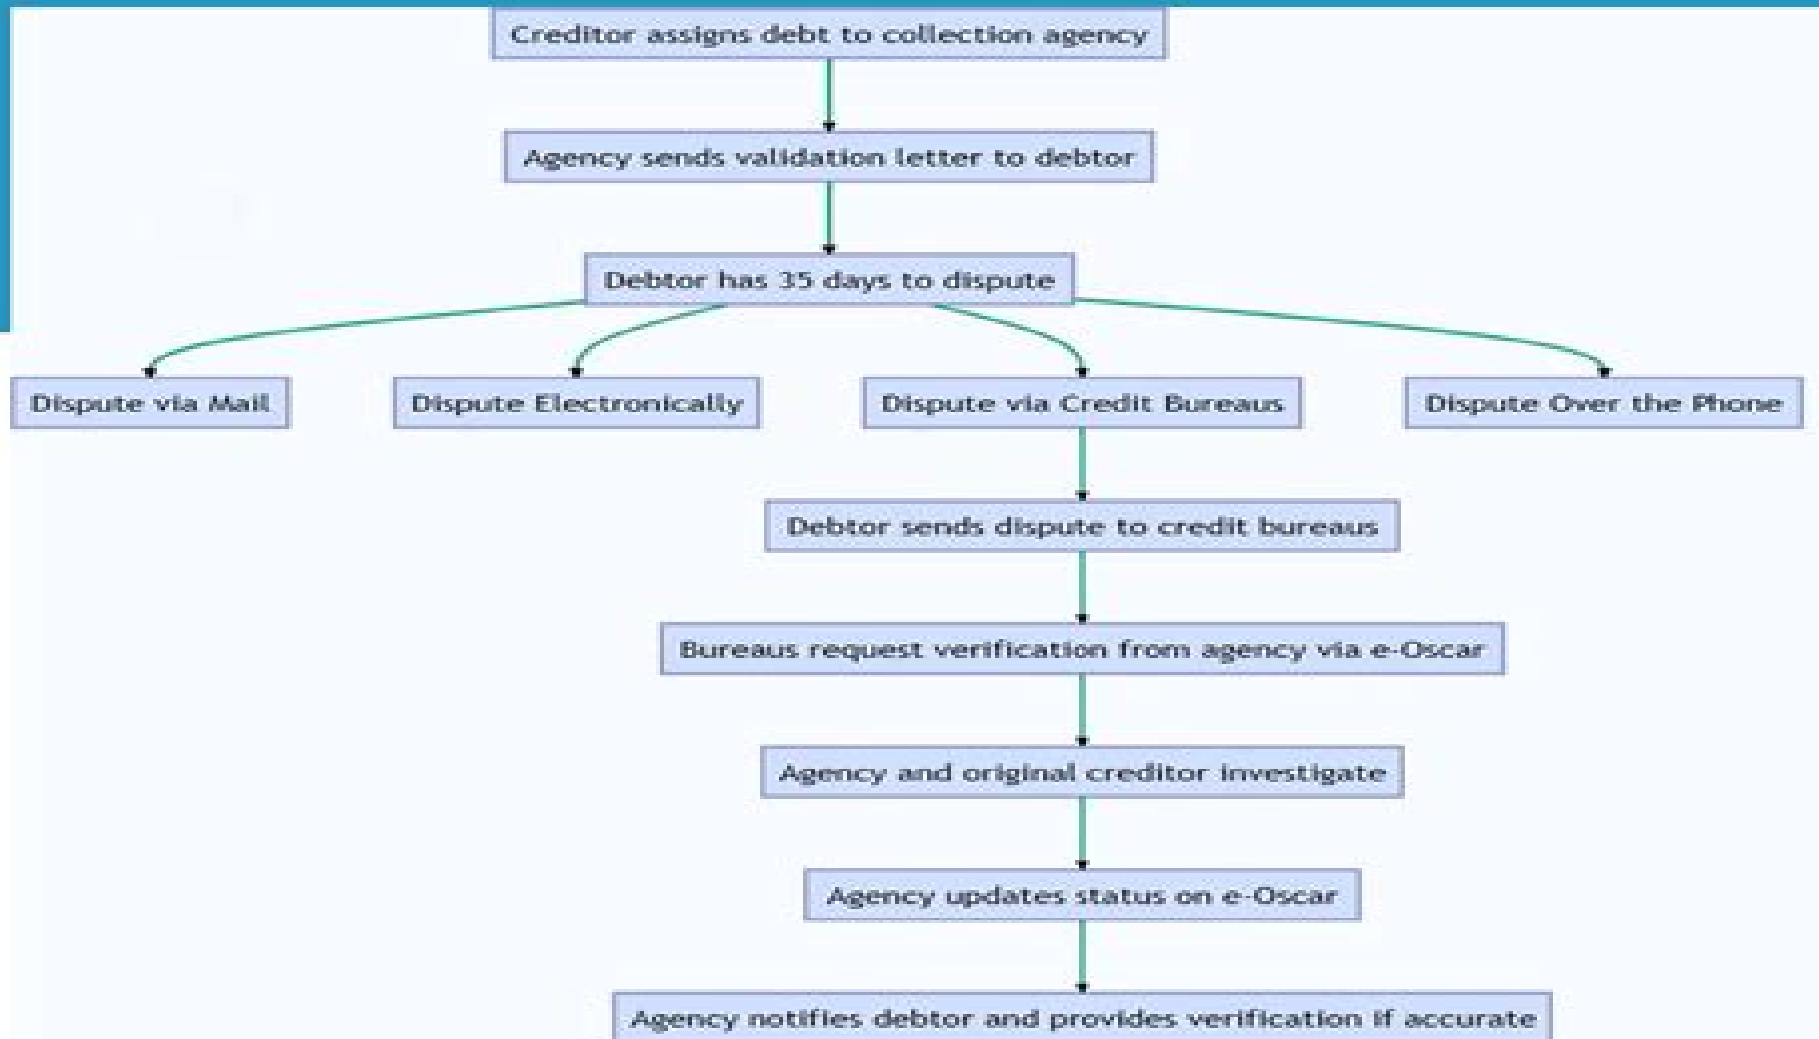 Creditor assigns debt to collection agency
Agency sends validation letter to debtor
Debtor has 35 days to dispute
Dispute via Mail
Dispute Electronically
Dispute via Credit Bureaus
Dispute Over the Phone
Debtor sends dispute to credit bureaus
Bureaus request verification from agency via e-Oscar
Agency and original creditor investigate
Agency updates status on e-Oscar
Agency notifies debtor and provides verification if accurate